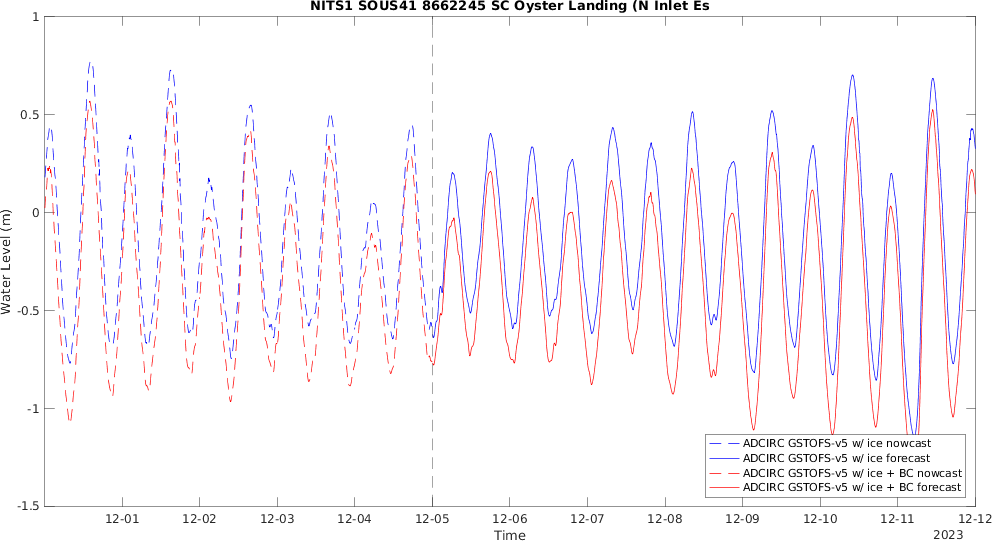 NITS1 SOUS41 8662245 SC Oyster Landing (N Inlet Es
1
0.5
0
-0.5
-1
-1.5
Water Level (m)
ADCIRC GSTOFS-v5 w/ ice nowcast
ADCIRC GSTOFS-v5 w/ ice forecast
ADCIRC GSTOFS-v5 w/ ice + BC nowcast
ADCIRC GSTOFS-v5 w/ ice + BC forecast
12-01 12-02 12-03 12-04 12-05 12-06 12-07 12-08 12-09 12-10 12-11 12-12
Time
2023